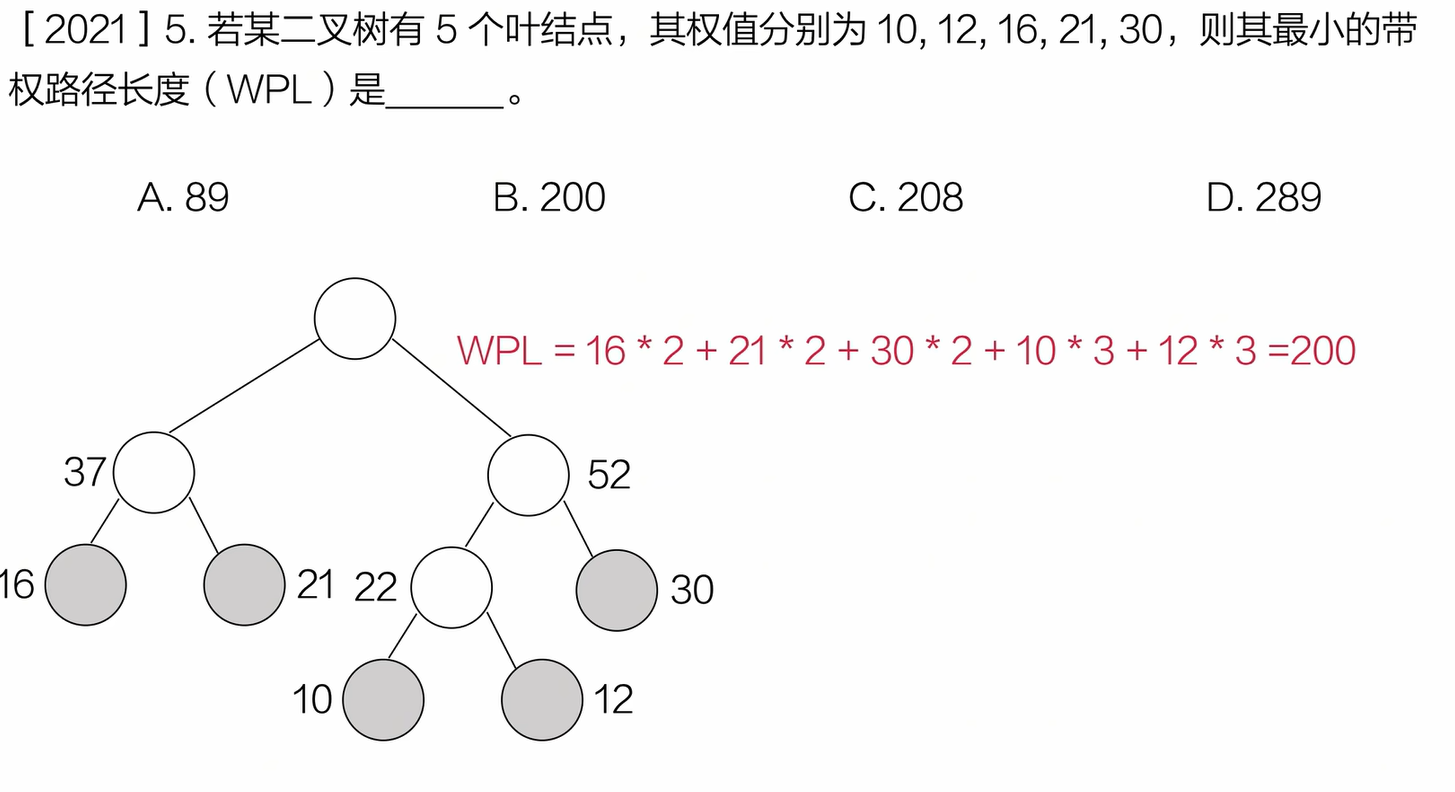 [ 2021 ] 5. 若某二叉树有 5 个叶结点，其权值分别为 10, 12, 16, 21, 30，则其最小的带
权路径长度（WPL）是______。
A. 89 B. 200 C. 208 D. 289
WPL = 16 * 2 + 21 * 2 + 30 * 2 + 10 * 3 + 12 * 3 =200
37 52
16 21 22 30
10 12